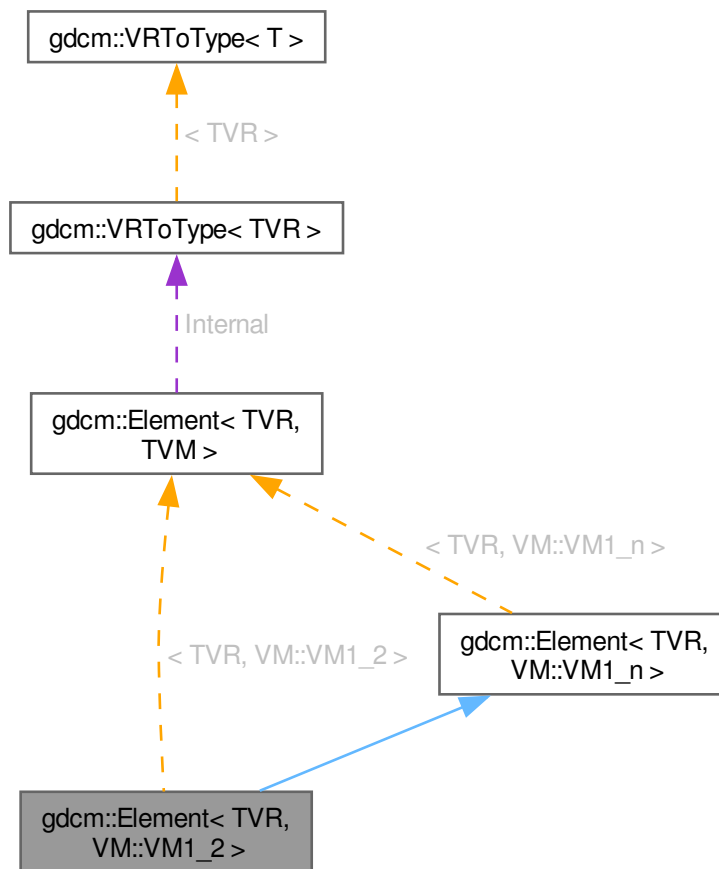 gdcm::VRToType< T >
< TVR >
gdcm::VRToType< TVR >
Internal
gdcm::Element< TVR,
TVM >
< TVR, VM::VM1_n >
gdcm::Element< TVR,
VM::VM1_n >
< TVR, VM::VM1_2 >
gdcm::Element< TVR,
VM::VM1_2 >